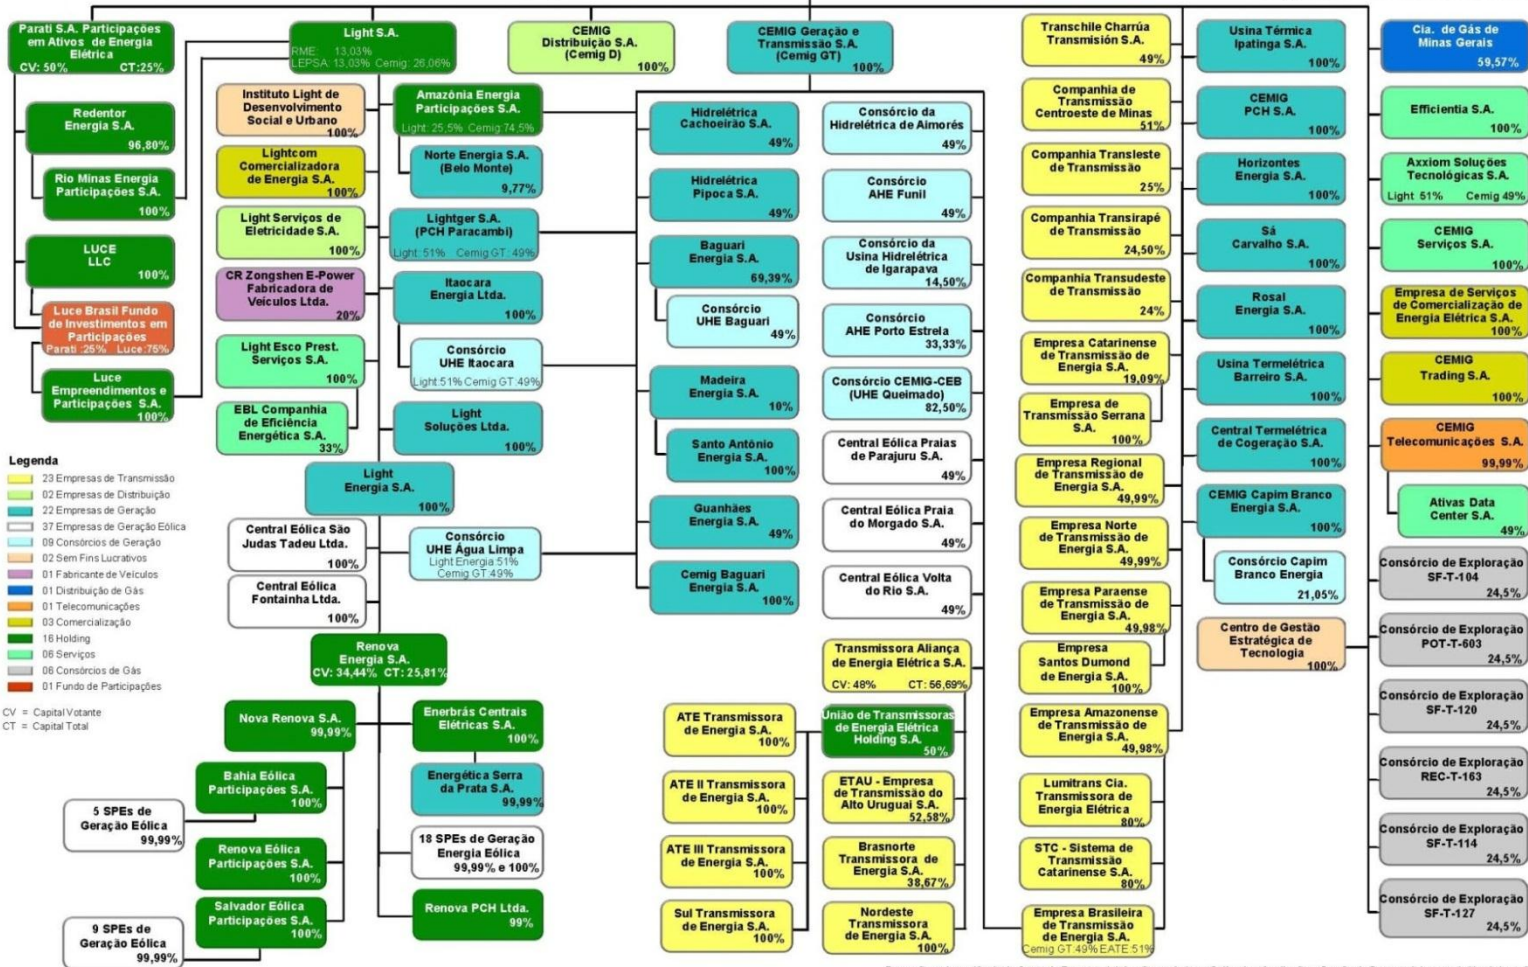 Parati S.A. Participações
em Ativos de Energia
Elétrica
CV: 50% CT:25%
Light S.A.
RME: 13,03%
LEPSA: 13,03% Cemig: 26,06%
CEMIG
Distribuição S.A.
(Cemig D)
100%
CEMIG Geração e
Transmissão S.A.
(Cemig GT)
100%
Transchile Charrúa
Transmisión S.A.
49%
Usina Térmica
Ipatinga S.A.
100%
Cia. de Gás de
Minas Gerais
59,57%
Redentor
Energia S.A.
96,80%
Rio Minas Energia
Participações S.A.
100%
LUCE
LLC
100%
Luce Brasil Fundo
de Investimentos em
Participações
Parati :25% Luce:75%
Luce
Empreendimentos e
Participações S.A.
100%
Instituto Light de
Desenvolvimento
Social e Urbano
100%
Lightcom
Comercializadora
de Energia S.A.
100%
Light Serviços de
Eletricidade S.A.
100%
CR Zongshen E-Power
Fabricadora de
Veículos Ltda.
20%
Light Esco Prest.
Serviços S.A.
100%
EBL Companhia
de Eficiência
Energética S.A.
33%
Amazônia Energia
Participações S.A.
Light: 25,5% Cemig:74,5%
Norte Energia S.A.
(Belo Monte)
9,77%
Lightger S.A.
(PCH Paracambi)
Light: 51% Cemig GT: 49%
Itaocara
Energia Ltda.
100%
Consórcio
UHE Itaocara
Light:51% Cemig GT:49%
Light
Soluções Ltda.
100%
Light
Energia S.A.
100%
Central Eólica São
Judas Tadeu Ltda.
100%
Central Eólica
Fontainha Ltda.
100%
Consórcio
UHE Água Limpa
Light Energia:51%
Cemig GT:49%
Renova
Energia S.A.
CV: 34,44% CT: 25,81%
Nova Renova S.A.
99,99%
Enerbrás Centrais
Elétricas S.A.
100%
Bahia Eólica
Participações S.A.
100%
Energética Serra
da Prata S.A.
99,99%
5 SPEs de
Geração Eólica
99,99%
18 SPEs de Geração
Energia Eólica
99,99% e 100%
Renova Eólica
Participações S.A.
100%
Salvador Eólica
Participações S.A.
100%
Renova PCH Ltda.
99%
9 SPEs de
Geração Eólica
99,99%
Legenda
23 Empresas de Transmissão
02 Empresas de Distribuição
22 Empresas de Geração
37 Empresas de Geração Eólica
09 Consórcios de Geração
02 Sem Fins Lucrativos
01 Fabricante de Veículos
01 Distribuição de Gás
01 Telecomunicações
03 Comercialização
16 Holding
06 Serviços
06 Consórcios de Gás
01 Fundo de Participações
CV = Capital Votante
CT = Capital Total
Hidrelétrica
Cachoeirão S.A.
49%
Hidrelétrica
Pipoca S.A.
49%
Baguari
Energia S.A.
69,39%
Consórcio
UHE Baguari
49%
Madeira
Energia S.A.
10%
Santo Antônio
Energia S.A.
100%
Guanhães
Energia S.A.
49%
Cemig Baguari
Energia S.A.
100%
Consórcio da
Hidrelétrica de Aimorés
49%
Consórcio
AHE Funil
49%
Consórcio da
Usina Hidrelétrica
de Igarapava
14,50%
Consórcio
AHE Porto Estrela
33,33%
Consórcio CEMIG-CEB
(UHE Queimado)
82,50%
Central Eólica Praias
de Parajuru S.A.
49%
Central Eólica Praia
do Morgado S.A.
49%
Central Eólica Volta
do Rio S.A.
49%
Transmissora Aliança
de Energia Elétrica S.A.
CV: 48% CT: 56,69%
ATE Transmissora
de Energia S.A.
100%
ATE II Transmissora
de Energia S.A.
100%
ATE III Transmissora
de Energia S.A.
100%
Sul Transmissora
de Energia S.A.
100%
União de Transmissoras
de Energia Elétrica
Holding S.A.
50%
ETAU - Empresa
de Transmissão do
Alto Uruguai S.A.
52,58%
Brasnorte
Transmissora de
Energia S.A.
38,67%
Nordeste
Transmissora
de Energia S.A.
100%
Companhia de
Transmissão
Centroeste de Minas
51%
Companhia Transleste
de Transmissão
25%
Companhia Transirapé
de Transmissão
24,50%
Companhia Transudeste
de Transmissão
24%
Empresa Catarinense
de Transmissão de
Energia S.A.
19,09%
Empresa de
Transmissão Serrana
S.A.
100%
Empresa Regional
de Transmissão de
Energia S.A.
49,99%
Empresa Norte
de Transmissão de
Energia S.A.
49,99%
Empresa Paraense
de Transmissão de
Energia S.A.
49,98%
Empresa
Santos Dumond
de Energia S.A.
100%
Empresa Amazonense
de Transmissão de
Energia S.A.
49,98%
Lumitrans Cia.
Transmissora de
Energia Elétrica
80%
STC - Sistema de
Transmissão
Catarinense S.A.
80%
Empresa Brasileira
de Transmissão
de Energia S.A.
Cemig GT:49% EATE:51%
CEMIG
PCH S.A.
100%
Horizontes
Energia S.A.
100%
Sá
Carvalho S.A.
100%
Rosal
Energia S.A.
100%
Usina Termelétrica
Barreiro S.A.
100%
Central Termelétrica
de Cogeração S.A.
100%
CEMIG Capim Branco
Energia S.A.
100%
Consórcio Capim
Branco Energia
21,05%
Centro de Gestão
Estratégica de
Tecnologia
100%
Efficientia S.A.
100%
Axxiom Soluções
Tecnológicas S.A.
Light 51% Cemig 49%
CEMIG
Serviços S.A.
100%
Empresa de Serviços
de Comercialização de
Energia Elétrica S.A.
100%
CEMIG
Trading S.A.
100%
CEMIG
Telecomunicações S.A.
99,99%
Ativas Data
Center S.A.
49%
Consórcio de Exploração
SF-T-104
24,5%
Consórcio de Exploração
POT-T-603
24,5%
Consórcio de Exploração
SF-T-120
24,5%
Consórcio de Exploração
REC-T-163
24,5%
Consórcio de Exploração
SF-T-114
24,5%
Consórcio de Exploração
SF-T-127
24,5%